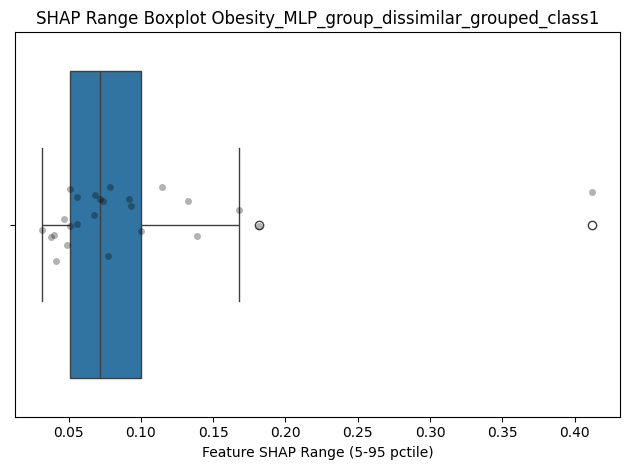 SHAP Range Boxplot Obesity_MLP_group_dissimilar_grouped_class1
0.05 0.10 0.15 0.20 0.25 0.30 0.35 0.40
Feature SHAP Range (5-95 pctile)